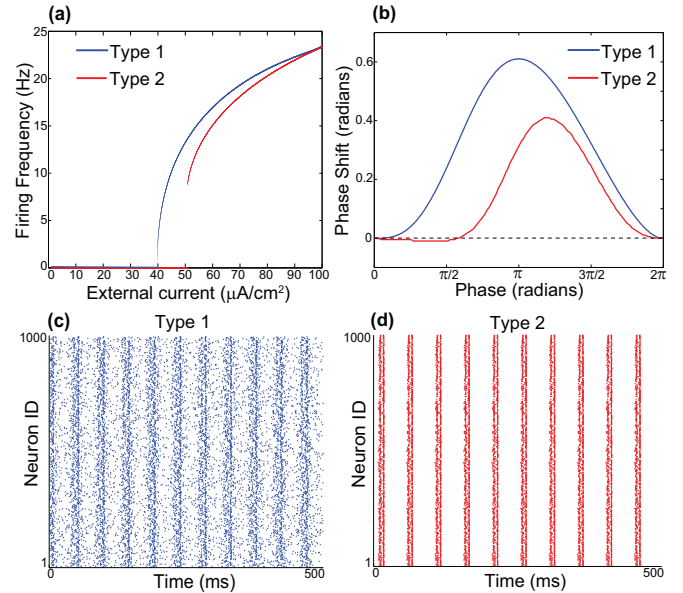 (a)
Type 1
Type 2
Firing Frequency (Hz)
25
20
15
10
5
0
0 10 20 30 40 50 60 70 80 90 100
External current (μA/cm²)
(b)
Type 1
Type 2
Phase Shift (radians)
0.6
0.4
0.2
0
0 π/2 π 3π/2 2π
Phase (radians)
(c)
Type 1
Neuron ID
1000
1
0 500
Time (ms)
(d)
Type 2
Neuron ID
1000
1
0 500
Time (ms)